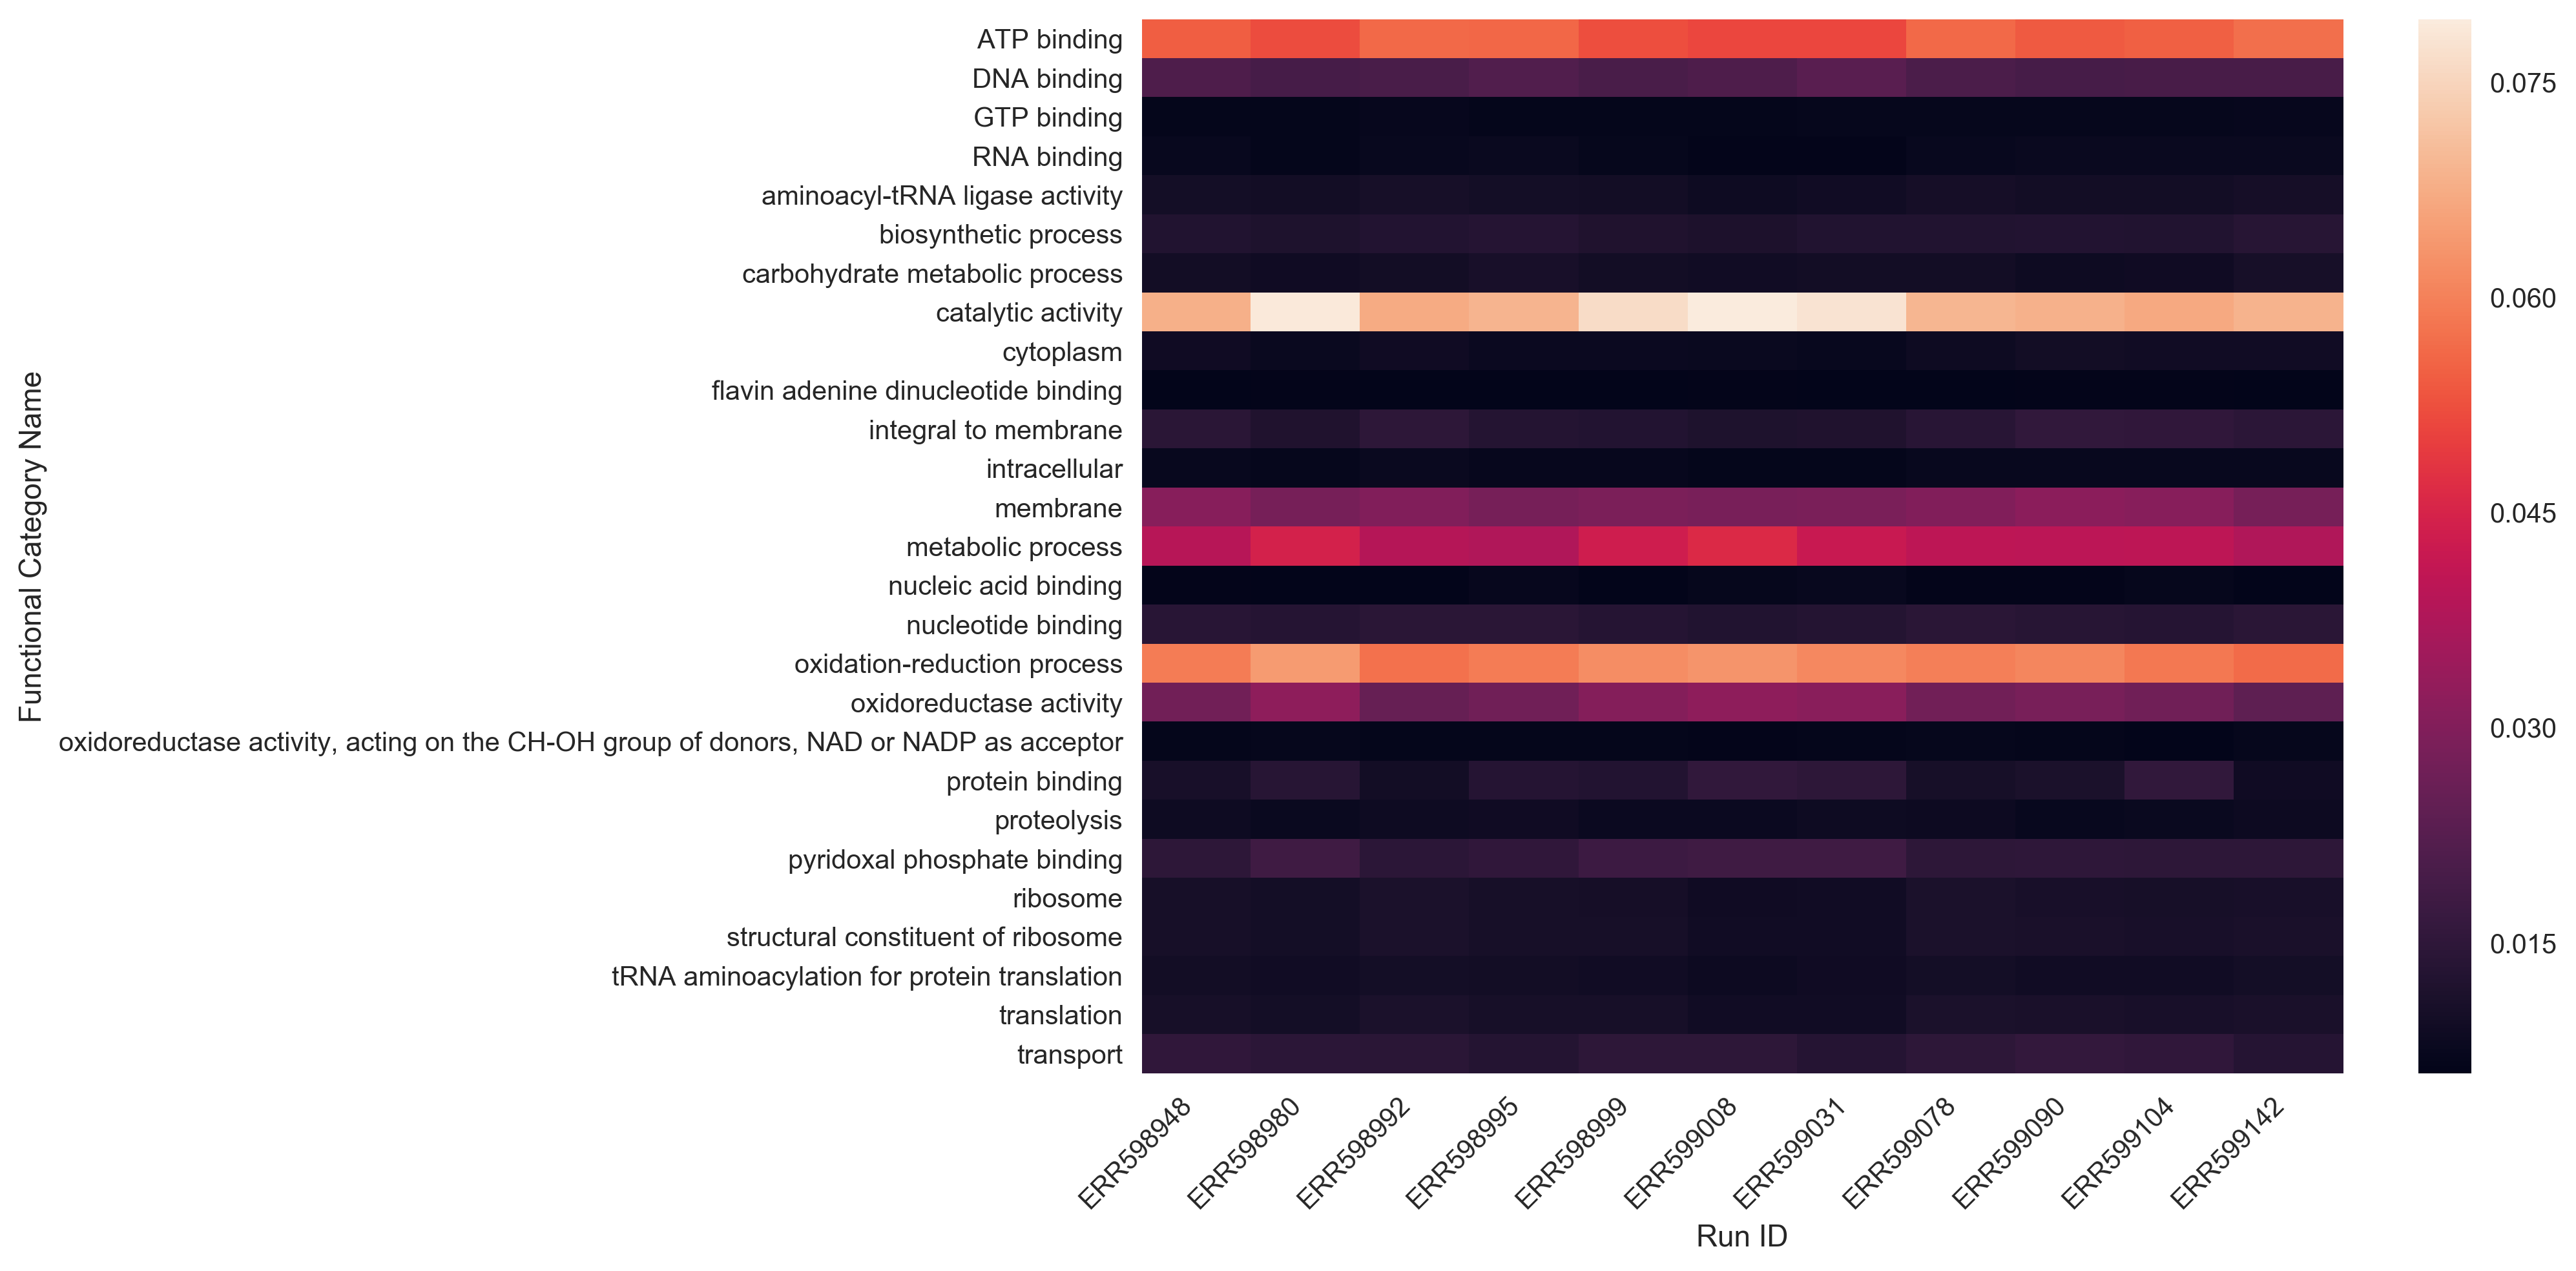 Functional Category Name
ATP binding
DNA binding
GTP binding
RNA binding
aminoacyl-tRNA ligase activity
biosynthetic process
carbohydrate metabolic process
catalytic activity
cytoplasm
flavin adenine dinucleotide binding
integral to membrane
intracellular
membrane
metabolic process
nucleic acid binding
nucleotide binding
oxidation-reduction process
oxidoreductase activity
oxidoreductase activity, acting on the CH-OH group of donors, NAD or NADP as acceptor
protein binding
proteolysis
pyridoxal phosphate binding
ribosome
structural constituent of ribosome
tRNA aminoacylation for protein translation
translation
transport
ERR598948
ERR598980
ERR598992
ERR598995
ERR598999
ERR599008
ERR599031
ERR599078
ERR599090
ERR599104
ERR599142
Run ID
0.075
0.060
0.045
0.030
0.015